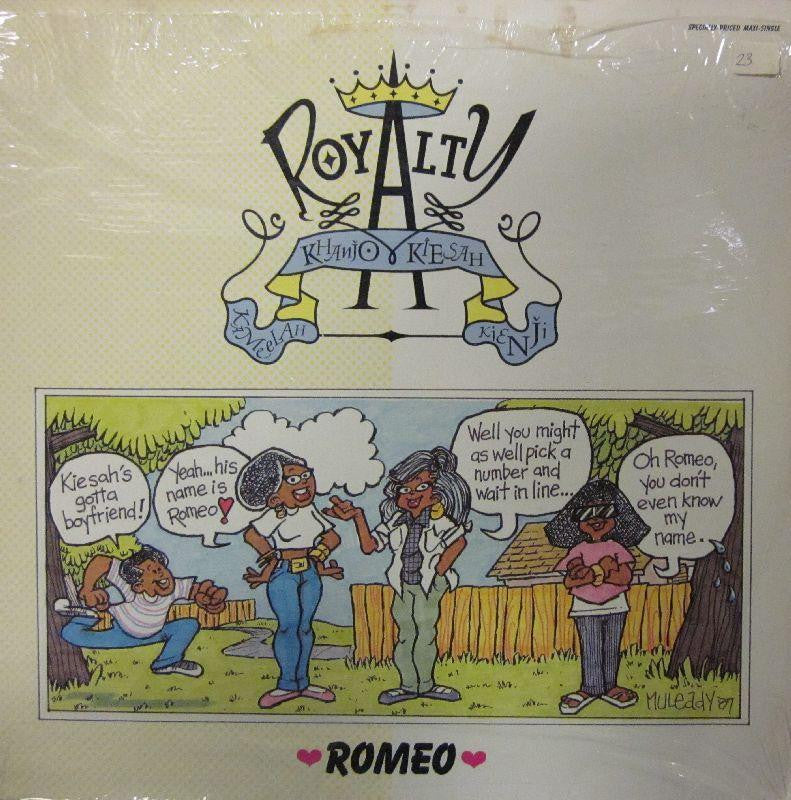 SPECIALLY PRICED MAXI-SINGLE
23
ROYALTY
KHANJO KIESAH
KAMEELAH
KIENJI
Kiesah's
gotta
boyfriend!
Yeah...his
name is
Romeo!
Well you might
as well pick a
number and
wait in line...
Oh Romeo,
you don't
even know
my
name.
MULEADY '87
ROMEO